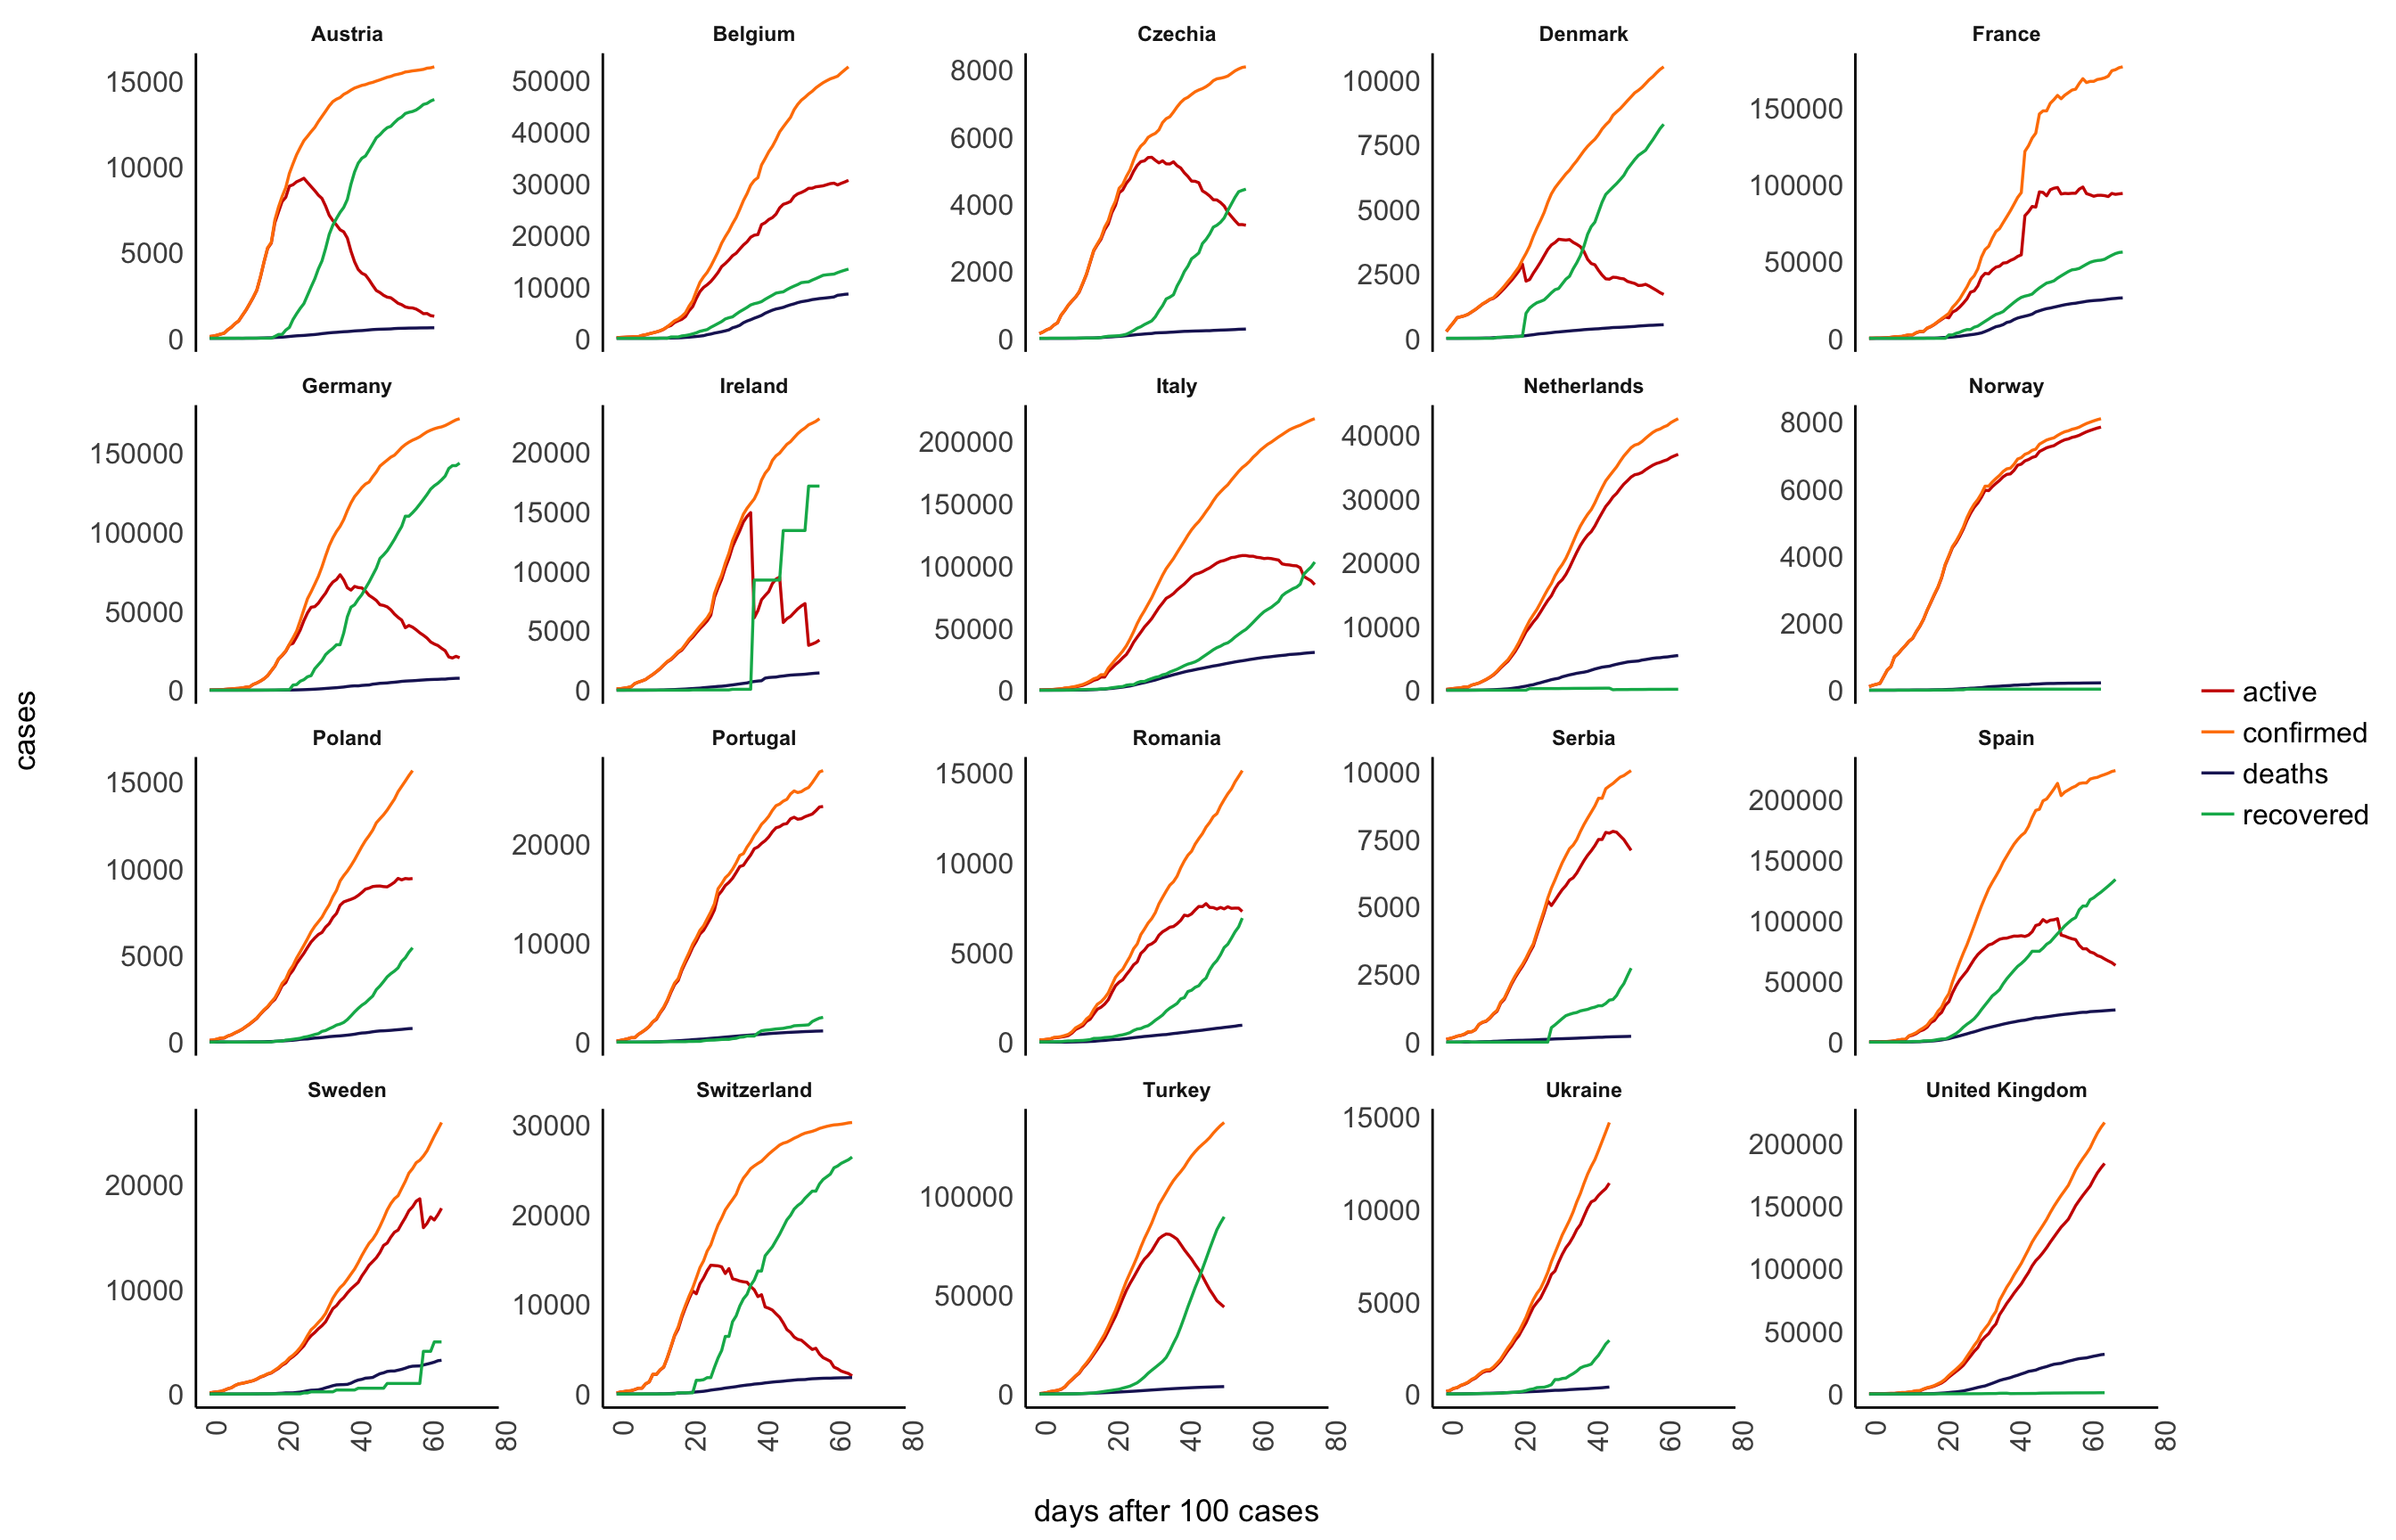 Austria Belgium Czechia Denmark France
15000 10000 5000 0
50000 40000 30000 20000 10000 0
8000 6000 4000 2000 0
10000 7500 5000 2500 0
150000 100000 50000 0
Germany Ireland Italy Netherlands Norway
150000 100000 50000 0
20000 15000 10000 5000 0
200000 150000 100000 50000 0
40000 30000 20000 10000 0
8000 6000 4000 2000 0
cases
active
confirmed
deaths
recovered
Poland Portugal Romania Serbia Spain
15000 10000 5000 0
20000 10000 0
15000 10000 5000 0
10000 7500 5000 2500 0
200000 150000 100000 50000 0
Sweden Switzerland Turkey Ukraine United Kingdom
20000 10000 0
30000 20000 10000 0
100000 50000 0
15000 10000 5000 0
200000 150000 100000 50000 0
0 20 40 60 80
0 20 40 60 80
0 20 40 60 80
0 20 40 60 80
0 20 40 60 80
days after 100 cases